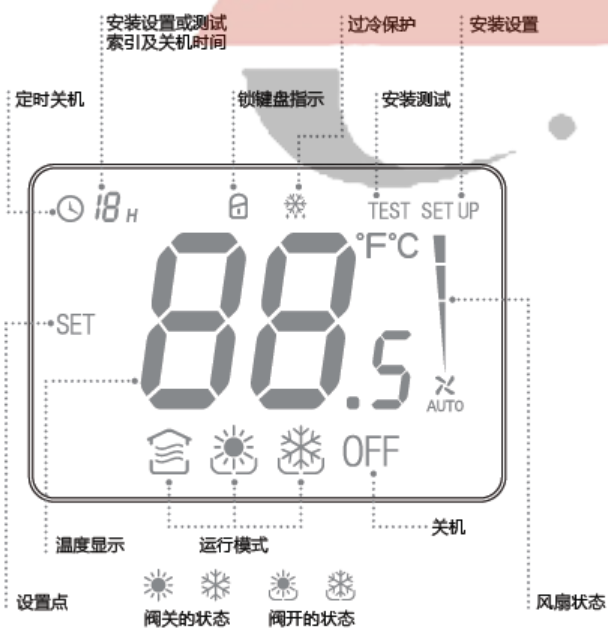 安装设置或测试
索引及关机时间
过冷保护
安装设置
定时关机
锁键盘指示
安装测试
18 H
TEST SET UP
88.5
°F°C
SET
AUTO
OFF
关机
温度显示
运行模式
设置点
风扇状态
阀关的状态
阀开的状态